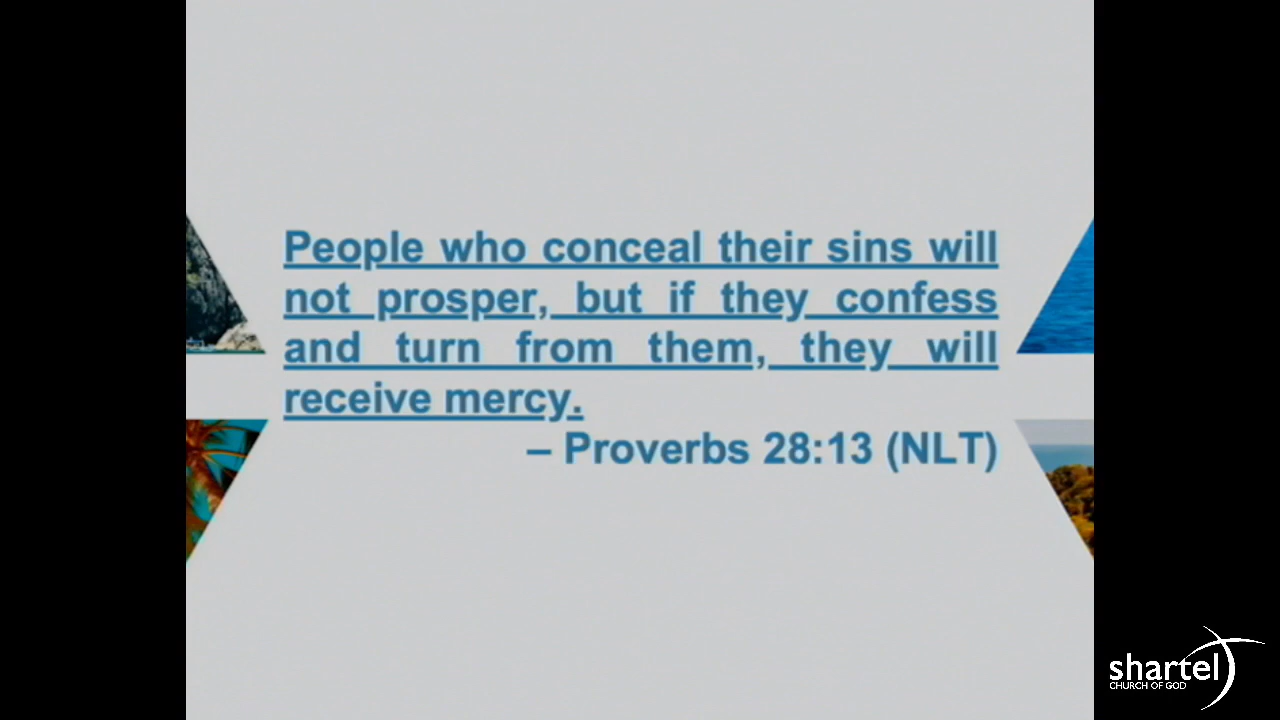 People who conceal their sins will
not prosper, but if they confess
and turn from them, they will
receive mercy.
– Proverbs 28:13 (NLT)
shartel
CHURCH OF GOD